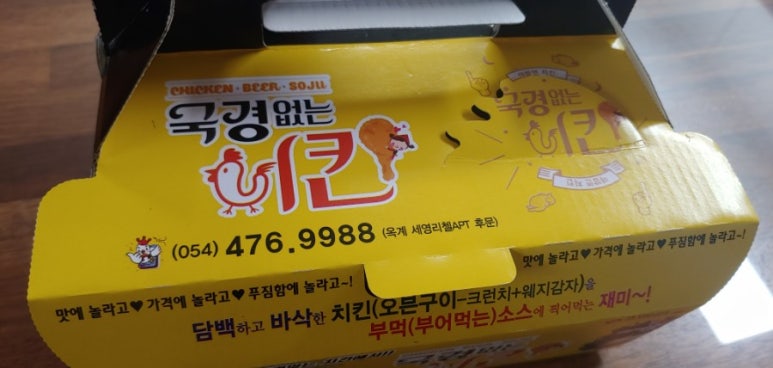 CHICKEN · BEER · SOJU
국경없는
치킨
(054) 476.9988 (옥계 세영리첼APT 후문)
국경없는
치킨
맛에 놀라고♥가격에 놀라고♥푸짐함에 놀라고~!
맛에 놀라고♥가격에 놀라고♥푸짐함에 놀라고~!
담백하고 바삭한 치킨(오븐구이-크런치+웨지감자)을
부먹(부어먹는)소스에 찍어먹는 재미~!
국경없는